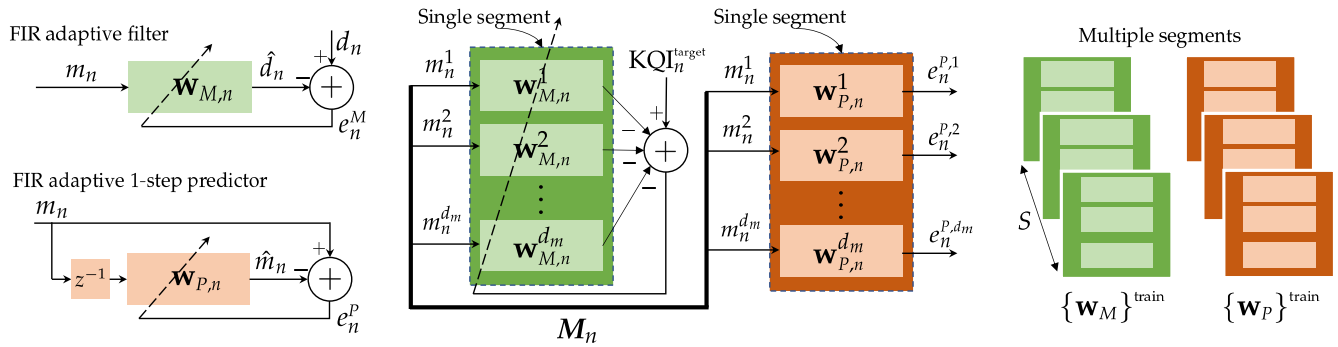 FIR adaptive filter
m_n
w_{M,n}
d̂_n
d_n
+
−
+
e_n^M
FIR adaptive 1-step predictor
m_n
z^{−1}
w_{P,n}
m̂_n
+
−
+
e_n^P
Single segment
m_n^1
w_{M,n}^1
m_n^2
w_{M,n}^2
⋮
m_n^{d_m}
w_{M,n}^{d_m}
KQI_n^{target}
+
−
−
−
+
M_n
Single segment
m_n^1
w_{P,n}^1
e_n^{P,1}
m_n^2
w_{P,n}^2
e_n^{P,2}
⋮
m_n^{d_m}
w_{P,n}^{d_m}
e_n^{P,d_m}
Multiple segments
S
{w_M}^{train}
{w_P}^{train}